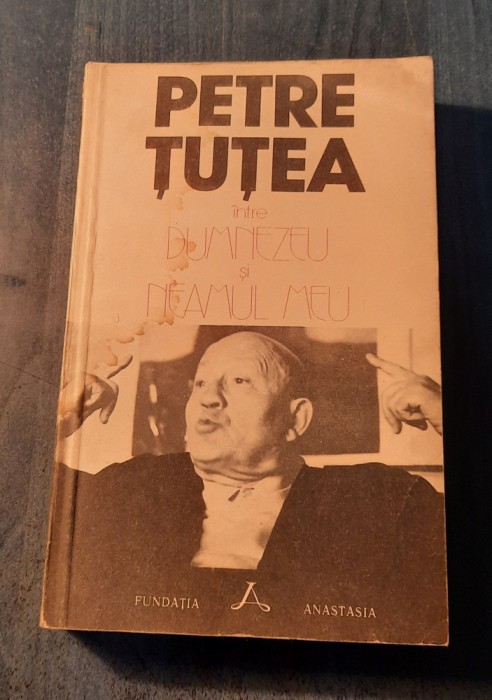 PETRE
ȚUȚEA
între
DUMNEZEU
și
NEAMUL MEU
FUNDAȚIA ANASTASIA